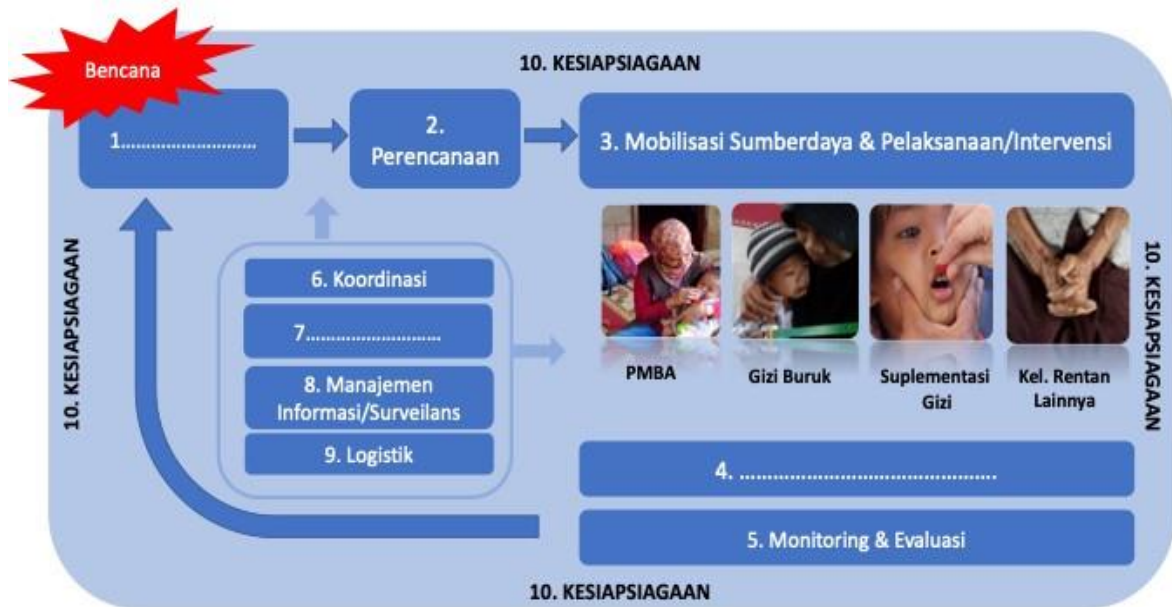 10. KESIAPSIAGAAN
Bencana
1...............................
2.
Perencanaan
3. Mobilisasi Sumberdaya & Pelaksanaan/Intervensi
10. KESIAPSIAGAAN
6. Koordinasi
7..............................
8. Manajemen
Informasi/Surveilans
9. Logistik
PMBA
Gizi Buruk
Suplementasi
Gizi
Kel. Rentan
Lainnya
10. KESIAPSIAGAAN
4. ...............................................
5. Monitoring & Evaluasi
10. KESIAPSIAGAAN